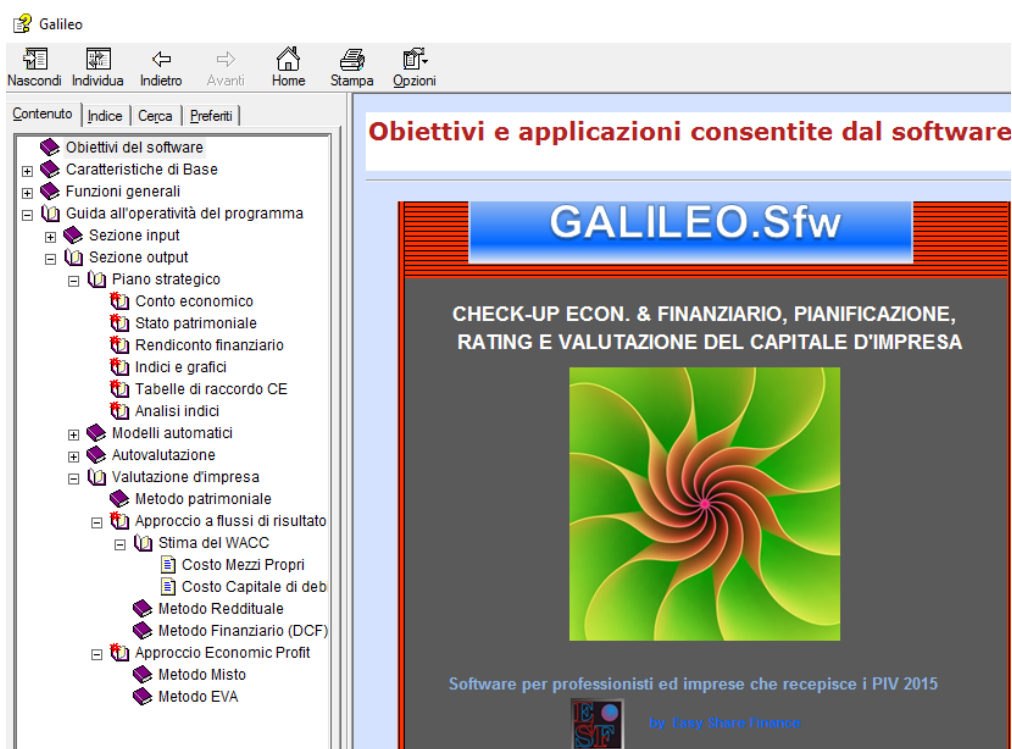 Galileo
Nascondi Individua Indietro Avanti Home Stampa Opzioni
Contenuto Indice Cerca Preferiti
Obiettivi del software
Caratteristiche di Base
Funzioni generali
Guida all'operatività del programma
Sezione input
Sezione output
Piano strategico
Conto economico
Stato patrimoniale
Rendiconto finanziario
Indici e grafici
Tabelle di raccordo CE
Analisi indici
Modelli automatici
Autovalutazione
Valutazione d'impresa
Metodo patrimoniale
Approccio a flussi di risultato
Stima del WACC
Costo Mezzi Propri
Costo Capitale di deb
Metodo Reddituale
Metodo Finanziario (DCF)
Approccio Economic Profit
Metodo Misto
Metodo EVA
Obiettivi e applicazioni consentite dal software
GALILEO.Sfw
CHECK-UP ECON. & FINANZIARIO, PIANIFICAZIONE,
RATING E VALUTAZIONE DEL CAPITALE D'IMPRESA
Software per professionisti ed imprese che recepisce i PIV 2015
ESF
by Easy Share Finance